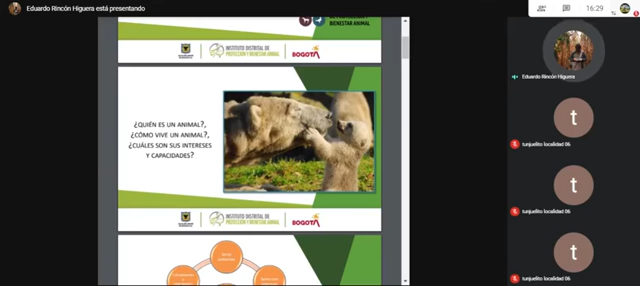 Eduardo Rincón Higuera está presentando
16:29
BIENESTAR ANIMAL
INSTITUTO DISTRITAL DE
PROTECCIÓN Y BIENESTAR ANIMAL
BOGOTÁ
¿QUIÉN ES UN ANIMAL?,
¿CÓMO VIVE UN ANIMAL?,
¿CUÁLES SON SUS INTERESES
Y CAPACIDADES?
INSTITUTO DISTRITAL DE
PROTECCIÓN Y BIENESTAR ANIMAL
BOGOTÁ
Eduardo Rincón Higuera
t
tunjuelito localidad 06
t
tunjuelito localidad 06
t
tunjuelito localidad 06